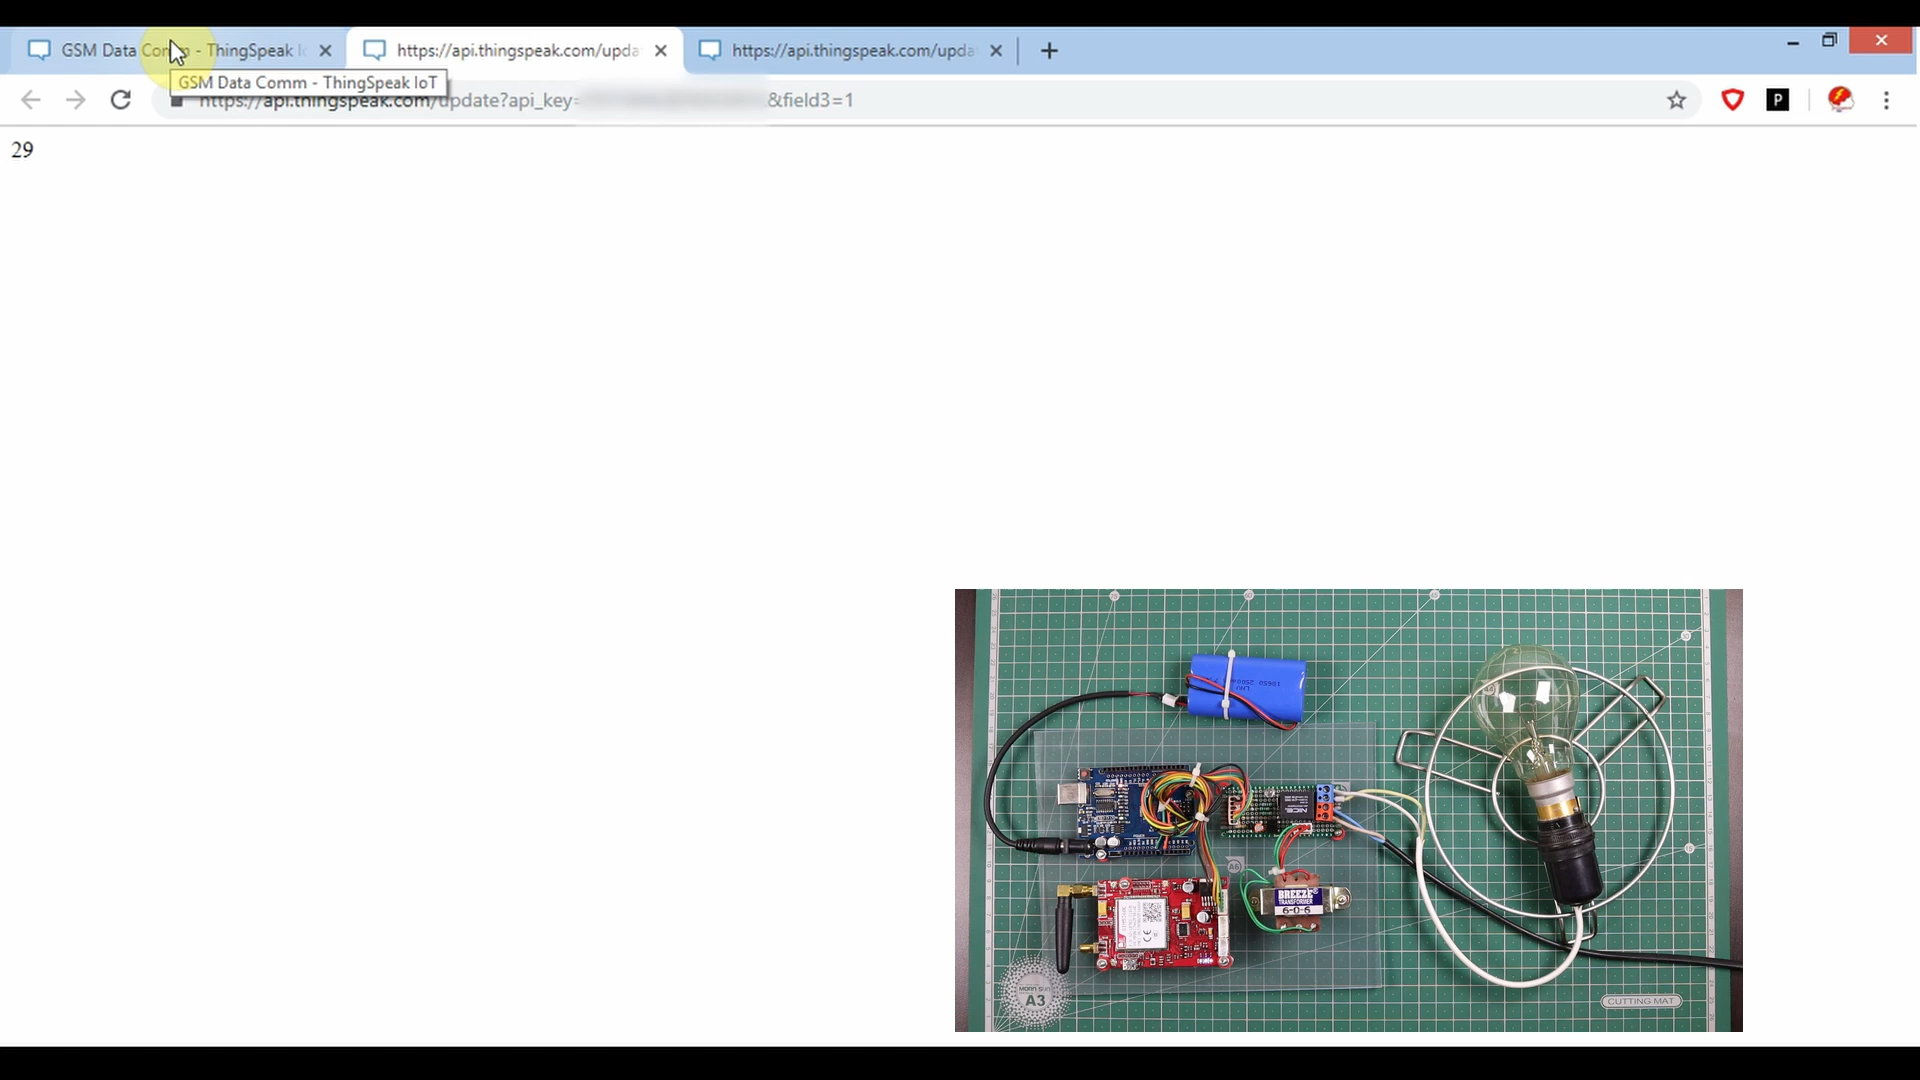 GSM Data Comm - ThingSpeak I
https://api.thingspeak.com/upda
https://api.thingspeak.com/upda
GSM Data Comm - ThingSpeak IoT
https://api.thingspeak.com/update?api_key=
&field3=1
P
29
BREEZE
TRANSFORMER
6-0-6
A6
A3
CUTTING MAT